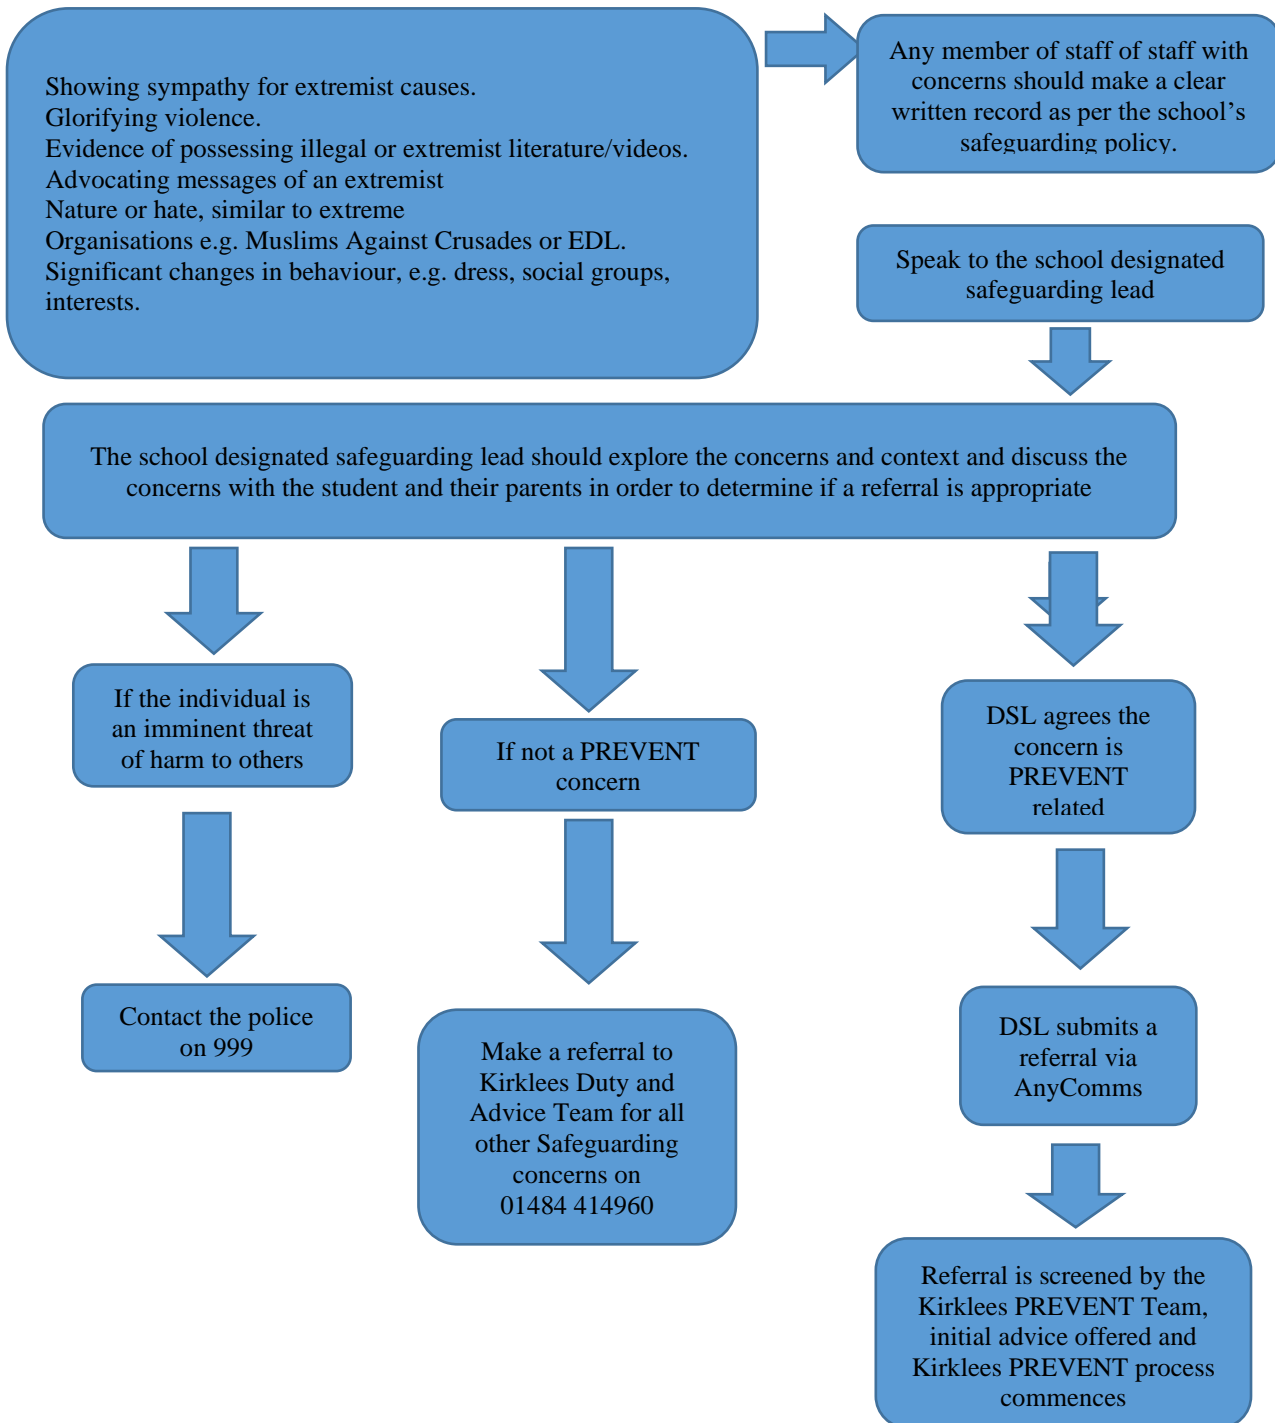 Showing sympathy for extremist causes.
Glorifying violence.
Evidence of possessing illegal or extremist literature/videos.
Advocating messages of an extremist
Nature or hate, similar to extreme
Organisations e.g. Muslims Against Crusades or EDL.
Significant changes in behaviour, e.g. dress, social groups,
interests.
Any member of staff of staff with
concerns should make a clear
written record as per the school’s
safeguarding policy.
Speak to the school designated
safeguarding lead
The school designated safeguarding lead should explore the concerns and context and discuss the
concerns with the student and their parents in order to determine if a referral is appropriate
If the individual is
an imminent threat
of harm to others
Contact the police
on 999
If not a PREVENT
concern
Make a referral to
Kirklees Duty and
Advice Team for all
other Safeguarding
concerns on
01484 414960
DSL agrees the
concern is
PREVENT
related
DSL submits a
referral via
AnyComms
Referral is screened by the
Kirklees PREVENT Team,
initial advice offered and
Kirklees PREVENT process
commences